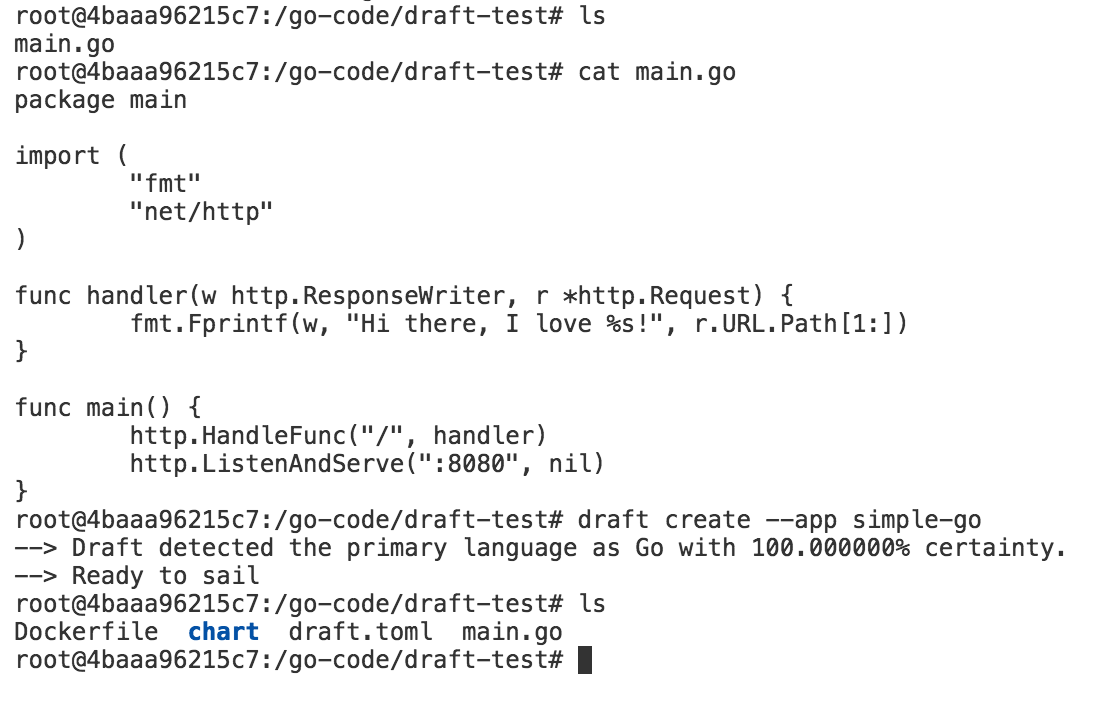 root@4baaa96215c7:/go-code/draft-test# ls
main.go
root@4baaa96215c7:/go-code/draft-test# cat main.go
package main

import (
        "fmt"
        "net/http"
)

func handler(w http.ResponseWriter, r *http.Request) {
        fmt.Fprintf(w, "Hi there, I love %s!", r.URL.Path[1:])
}

func main() {
        http.HandleFunc("/", handler)
        http.ListenAndServe(":8080", nil)
}
root@4baaa96215c7:/go-code/draft-test# draft create --app simple-go
--> Draft detected the primary language as Go with 100.000000% certainty.
--> Ready to sail
root@4baaa96215c7:/go-code/draft-test# ls
Dockerfile  chart  draft.toml  main.go
root@4baaa96215c7:/go-code/draft-test#